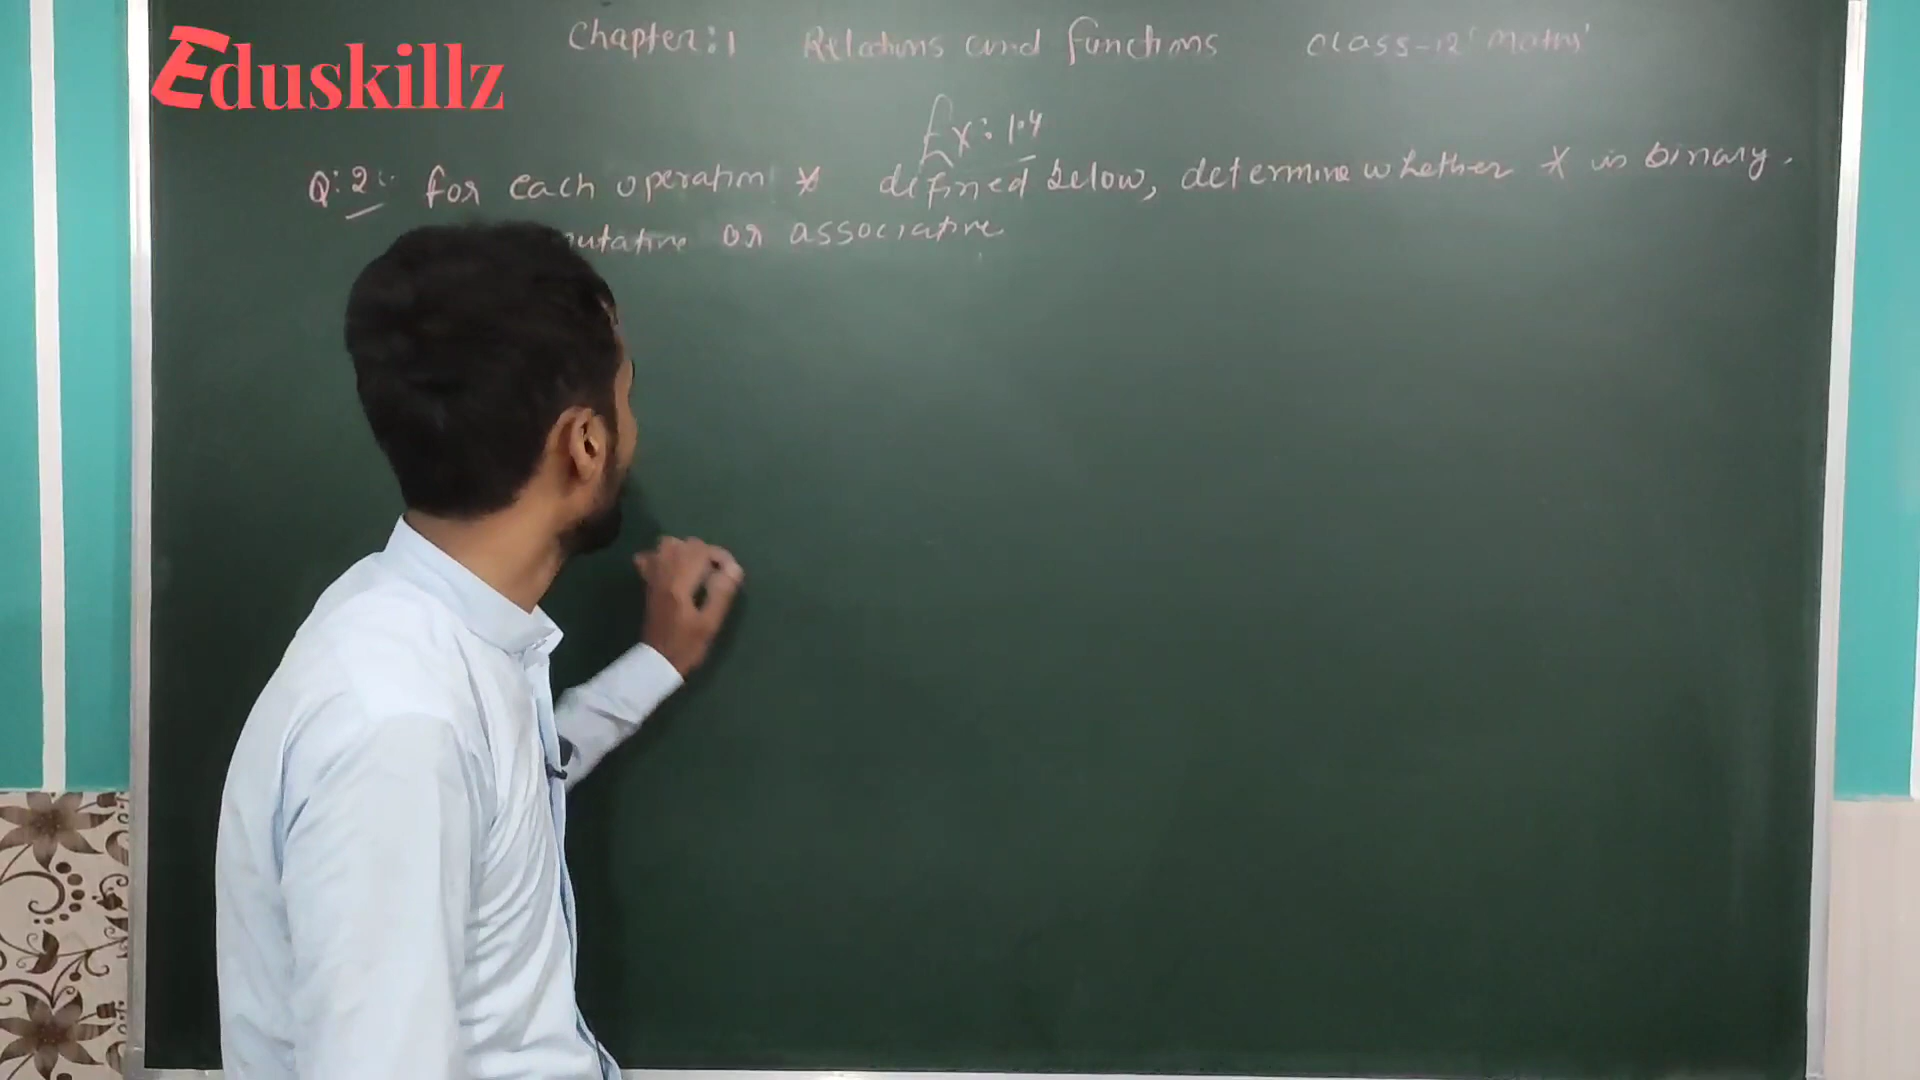 Eduskillz
Chapter:1 Relations and functions class-12 'Maths'
Ex: 1.4
Q:2: for each operation * defined below, determine whether * is binary.
or associative